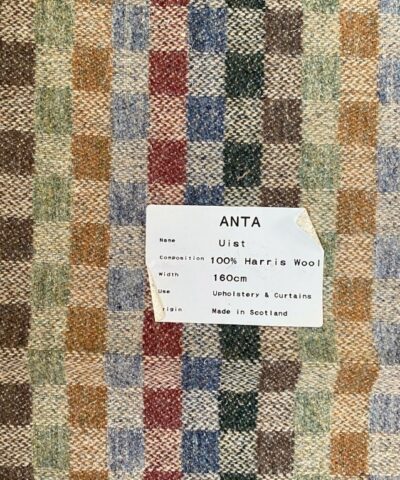 ANTA
Name Uist
Composition 100% Harris Wool
Width 160cm
Use Upholstery & Curtains
rigin Made in Scotland